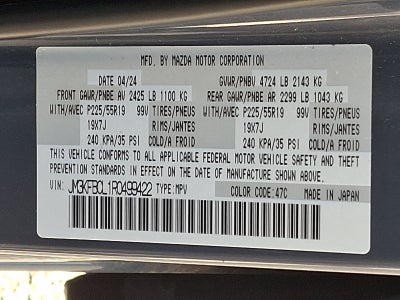 MFD. BY MAZDA MOTOR CORPORATION
DATE 04/24 GVWR/PNBV 4724 LB 2143 KG
FRONT GAWR/PNBE AV 2425 LB 1100 KG REAR GAWR/PNBE AR 2299 LB 1043 KG
WITH/AVEC P225/55R19 99V TIRES/PNEUS WITH/AVEC P225/55R19 99V TIRES/PNEUS
19X7J RIMS/JANTES 19X7J RIMS/JANTES
240 KPA/35 PSI COLD/A FROID 240 KPA/35 PSI COLD/A FROID
THIS VEHICLE CONFORMS TO ALL APPLICABLE FEDERAL MOTOR VEHICLE SAFETY AND THEFT
PREVENTION STANDARDS IN EFFECT ON THE DATE OF MANUFACTURE SHOWN ABOVE.
VIN: JM3KFBCL1R0499422 TYPE:MPV COLOR CODE:47C MADE IN JAPAN